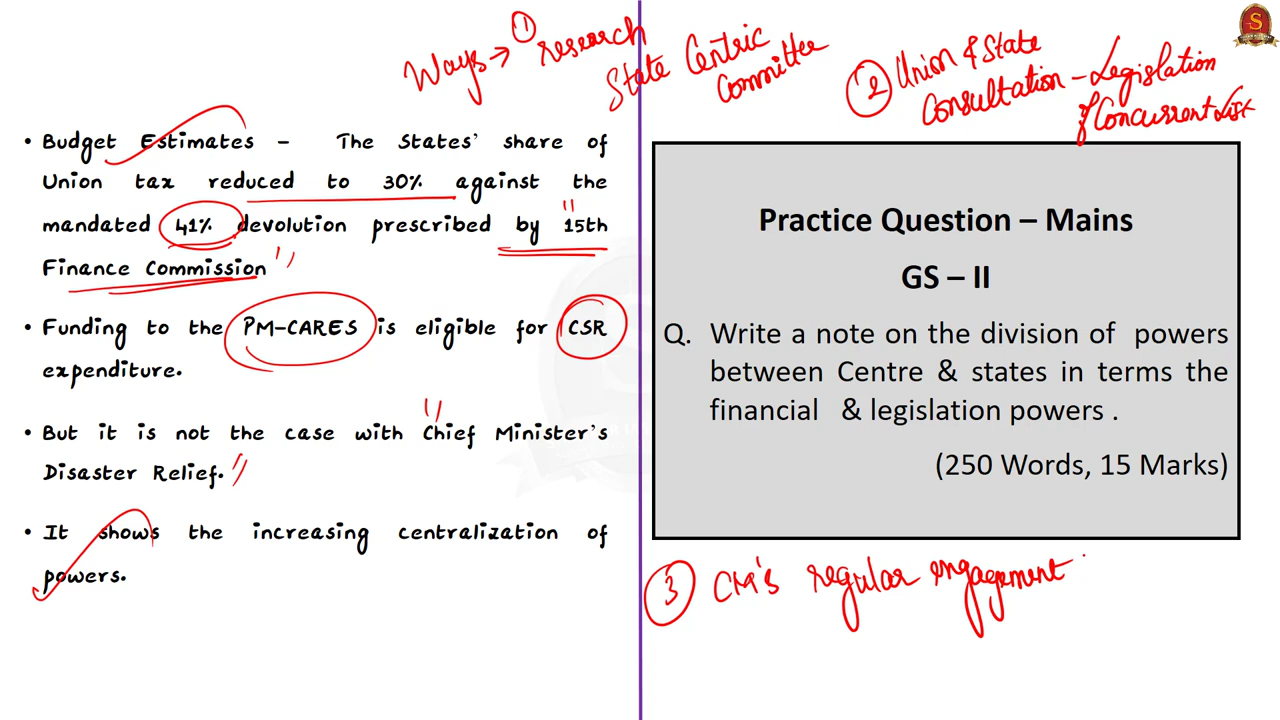 Ways → ① research
State Centric
Committee
② Union & State
Consultation – Legislation
of Concurrent List
• Budget Estimates – The States' share of
Union tax reduced to 30% against the
mandated 41% devolution prescribed by 15th
Finance Commission
• Funding to the PM-CARES is eligible for CSR
expenditure.
• But it is not the case with Chief Minister's
Disaster Relief.
• It shows the increasing centralization of
powers.
Practice Question – Mains
GS – II
Q. Write a note on the division of powers
between Centre & states in terms the
financial & legislation powers .
(250 Words, 15 Marks)
③ CM's regular engagement